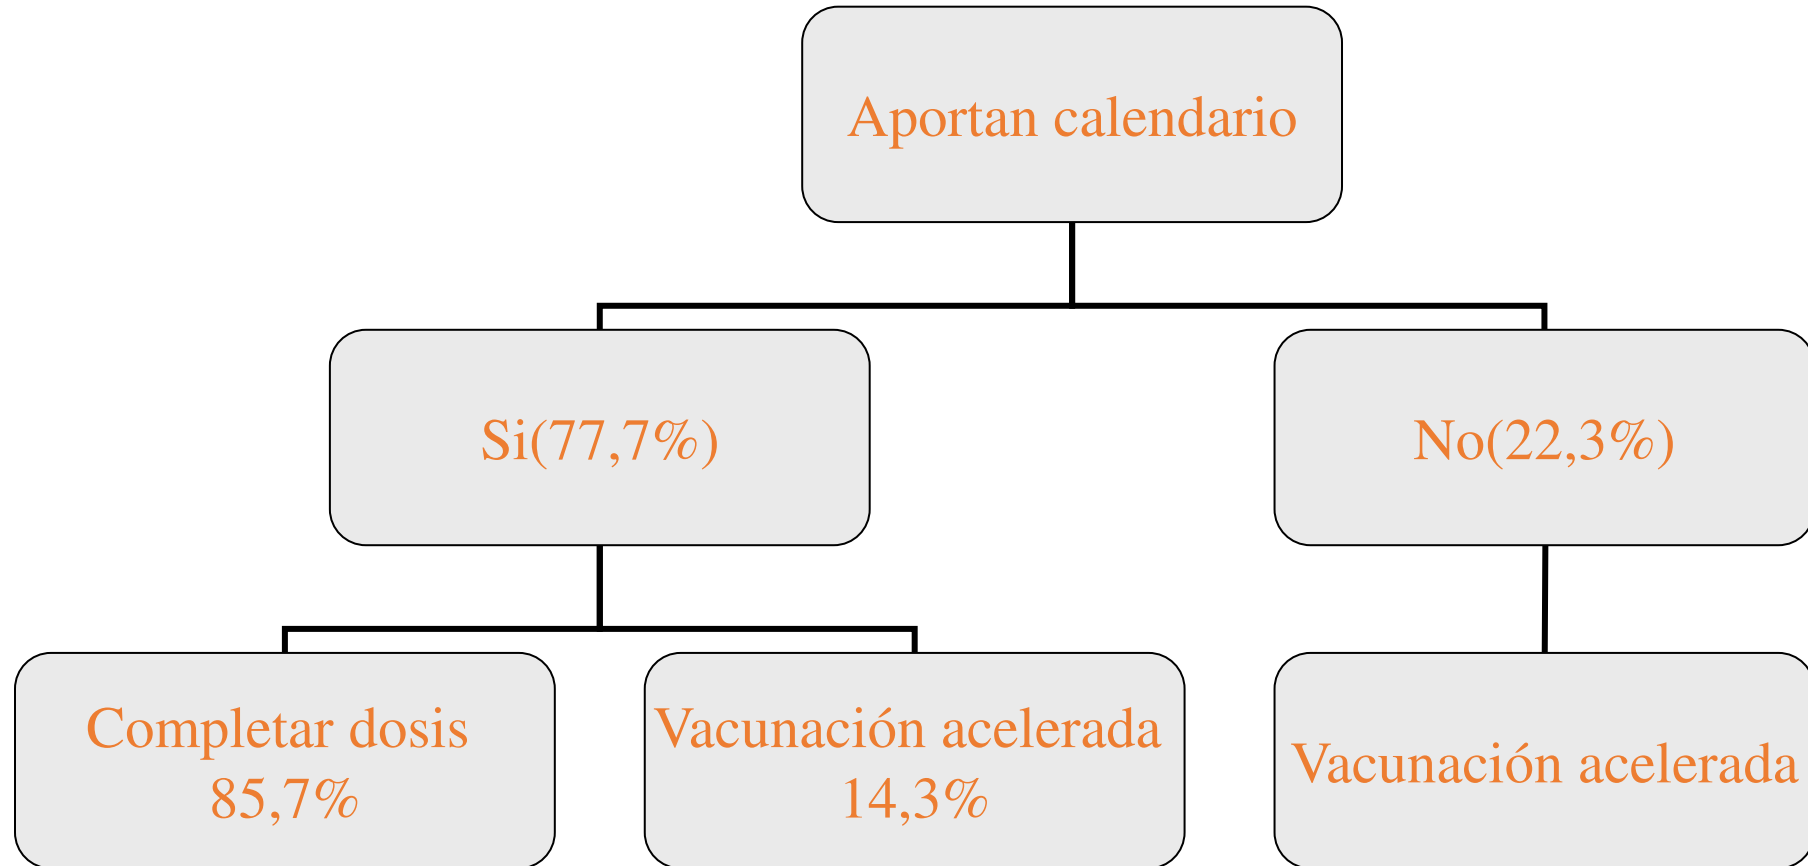 Aportan calendario
Si(77,7%)
No(22,3%)
Completar dosis
85,7%
Vacunación acelerada
14,3%
Vacunación acelerada